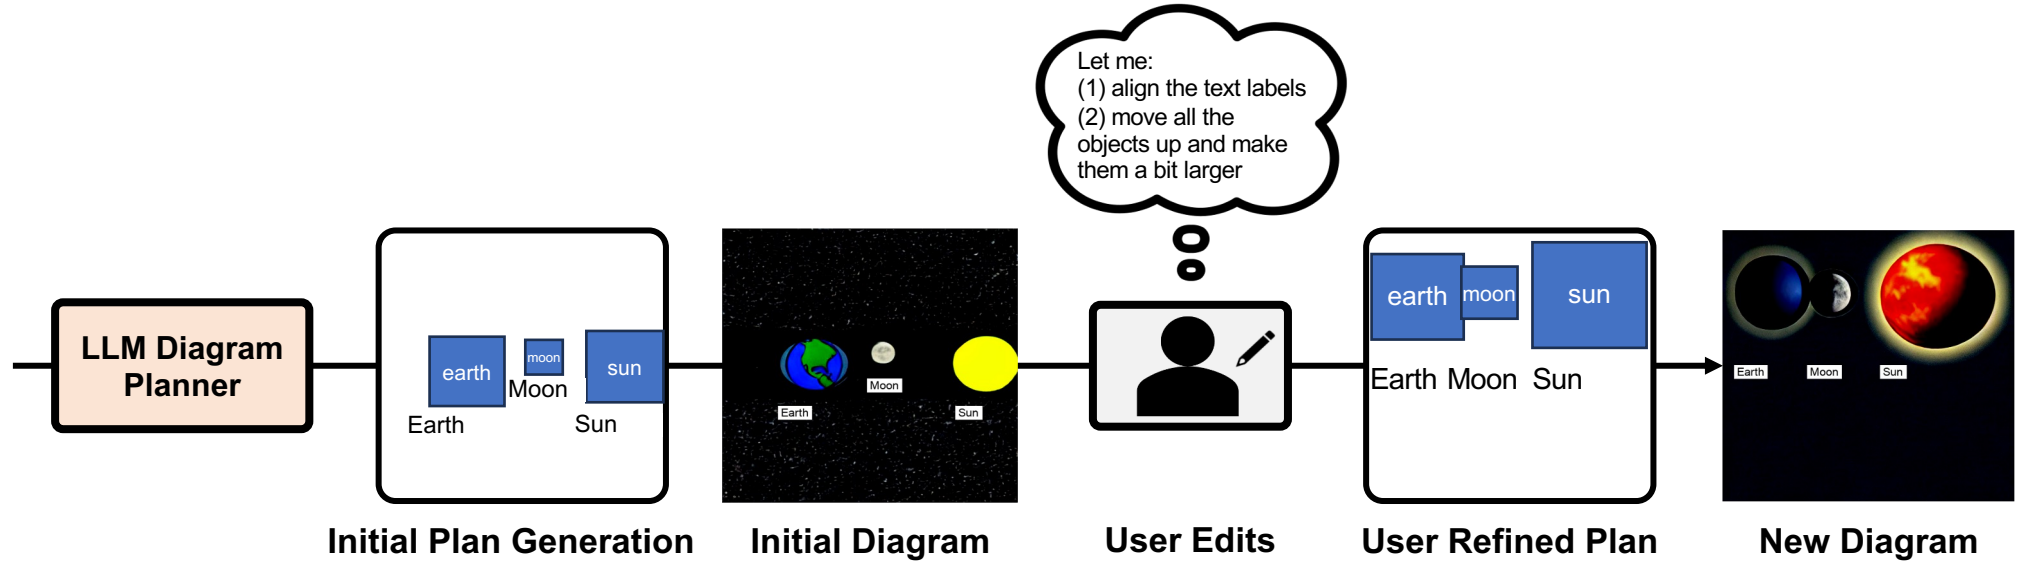 Let me:
(1) align the text labels
(2) move all the
objects up and make
them a bit larger
LLM Diagram
Planner
earth
moon
sun
Moon
Earth
Sun
Moon
Earth
Sun
earth
moon
sun
Earth Moon Sun
Earth
Moon
Sun
Initial Plan Generation
Initial Diagram
User Edits
User Refined Plan
New Diagram